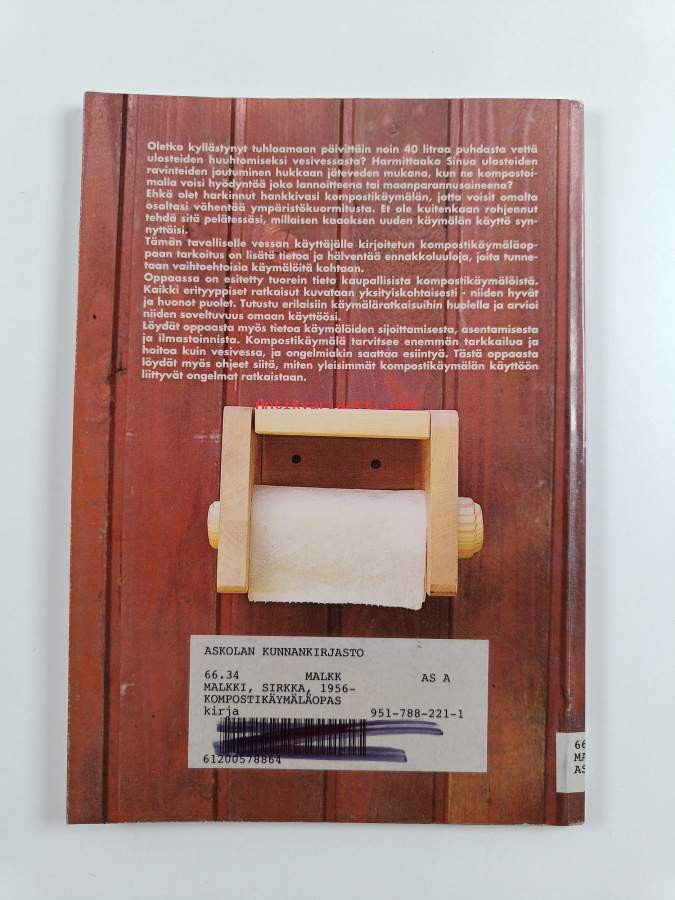 Oletko kyllästynyt tuhlaamaan päivittäin noin 40 litraa puhdasta vettä
ulosteiden huuhtomiseksi vesivessasta? Harmittaako Sinua ulosteiden
ravinteiden joutuminen hukkaan jäteveden mukana, kun ne kompostoi-
malla voisi hyödyntää joko lannoitteena tai maanparannusaineena?
Ehkä olet harkinnut hankkivasi kompostikäymälän, jotta voisit omalta
osaltasi vähentää ympäristökuormitusta. Et ole kuitenkaan rohjennut
tehdä sitä pelätessäsi, millaisen kaaoksen uuden käymälän käyttö syn-
nyttäisi.
Tämän tavalliselle vessan käyttäjälle kirjoitetun kompostikäymäläop-
paan tarkoitus on lisätä tietoa ja hälventää ennakkoluuloja, joita tunne-
taan vaihtoehtoisia käymälöitä kohtaan.
Oppaassa on esitetty tuorein tieto kaupallisista kompostikäymälöistä.
Kaikki erityyppiset ratkaisut kuvataan yksityiskohtaisesti - niiden hyvät
ja huonot puolet. Tutustu erilaisiin käymäläratkaisuihin huolella ja arvioi
niiden soveltuvuus omaan käyttöösi.
Löydät oppaasta myös tietoa käymälöiden sijoittamisesta, asentamisesta
ja ilmastoinnista. Kompostikäymälä tarvitsee enemmän tarkkailua ja
hoitoa kuin vesivessa, ja ongelmiakin saattaa esiintyä. Tästä oppaasta
löydät myös ohjeet siitä, miten yleisimmät kompostikäymälän käyttöön
liittyvät ongelmat ratkaistaan.
Antikvariaatti.net
ASKOLAN KUNNANKIRJASTO
66.34 MALKK AS A
MALKKI, SIRKKA, 1956-
KOMPOSTIKÄYMÄLÄOPAS
kirja 951-788-221-1
61200578864
66
MA
AS